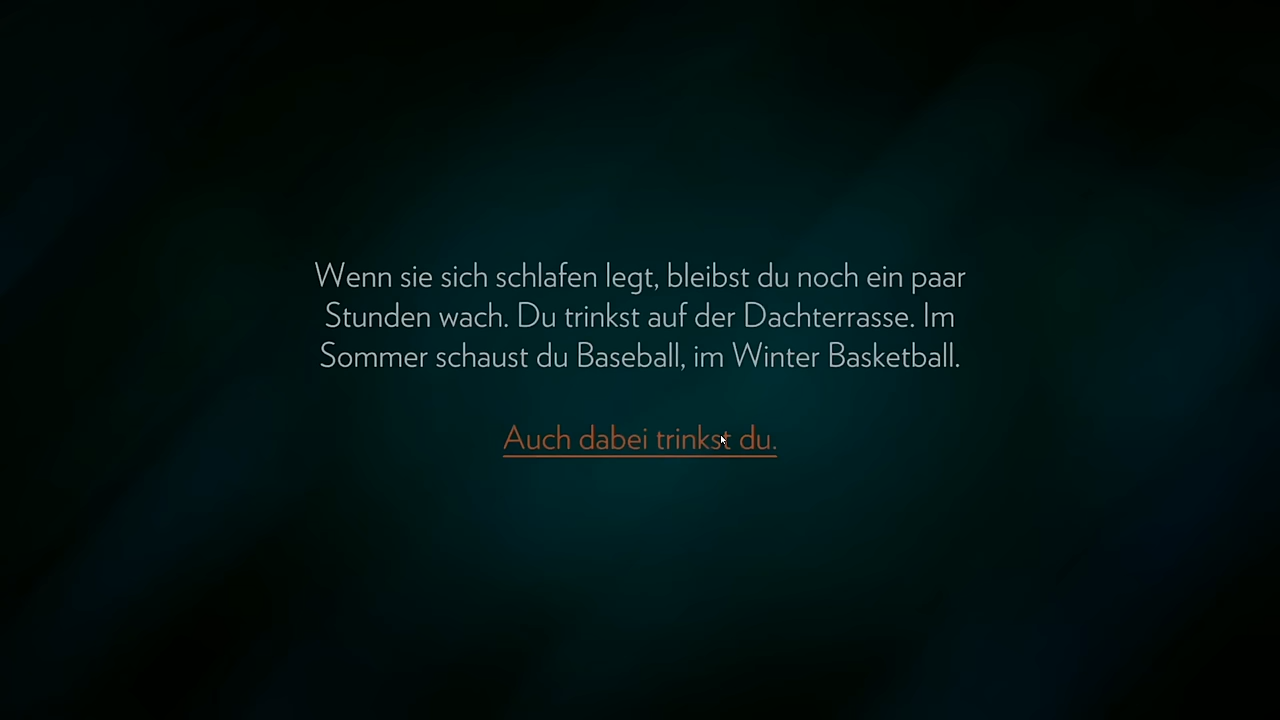 Wenn sie sich schlafen legt, bleibst du noch ein paar
Stunden wach. Du trinkst auf der Dachterrasse. Im
Sommer schaust du Baseball, im Winter Basketball.
Auch dabei trinkst du.